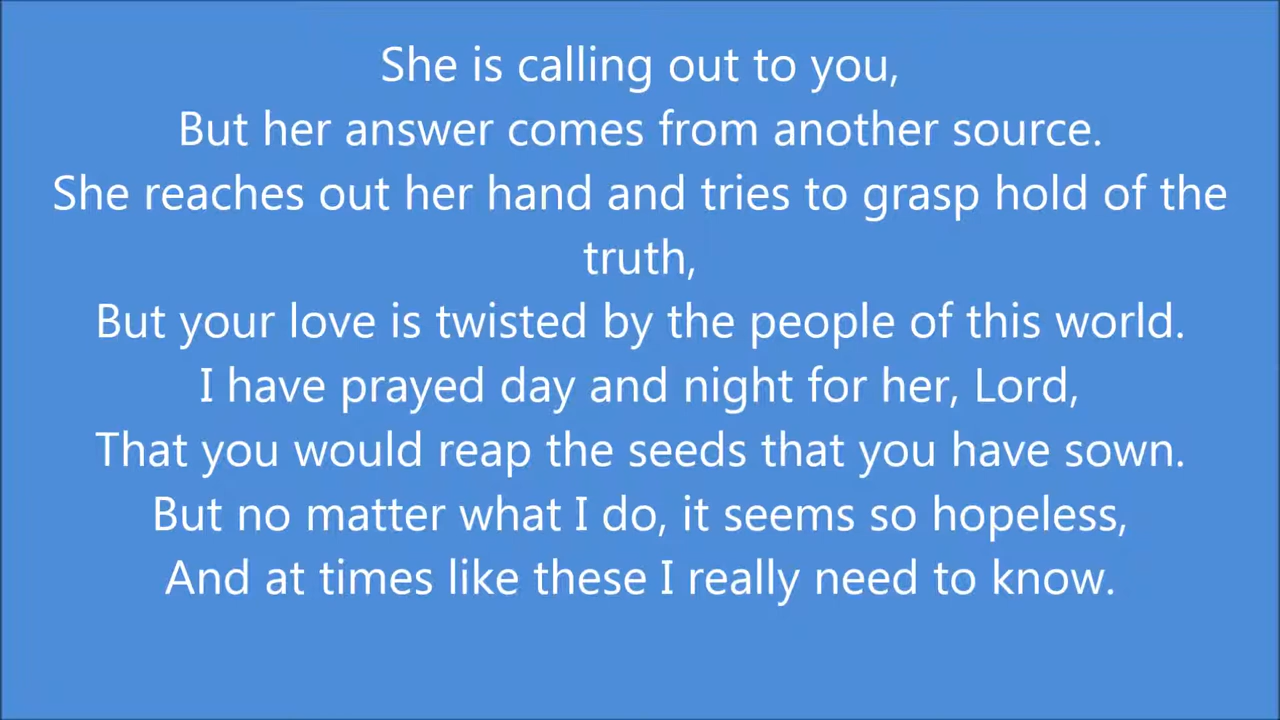 She is calling out to you,
But her answer comes from another source.
She reaches out her hand and tries to grasp hold of the
truth,
But your love is twisted by the people of this world.
I have prayed day and night for her, Lord,
That you would reap the seeds that you have sown.
But no matter what I do, it seems so hopeless,
And at times like these I really need to know.